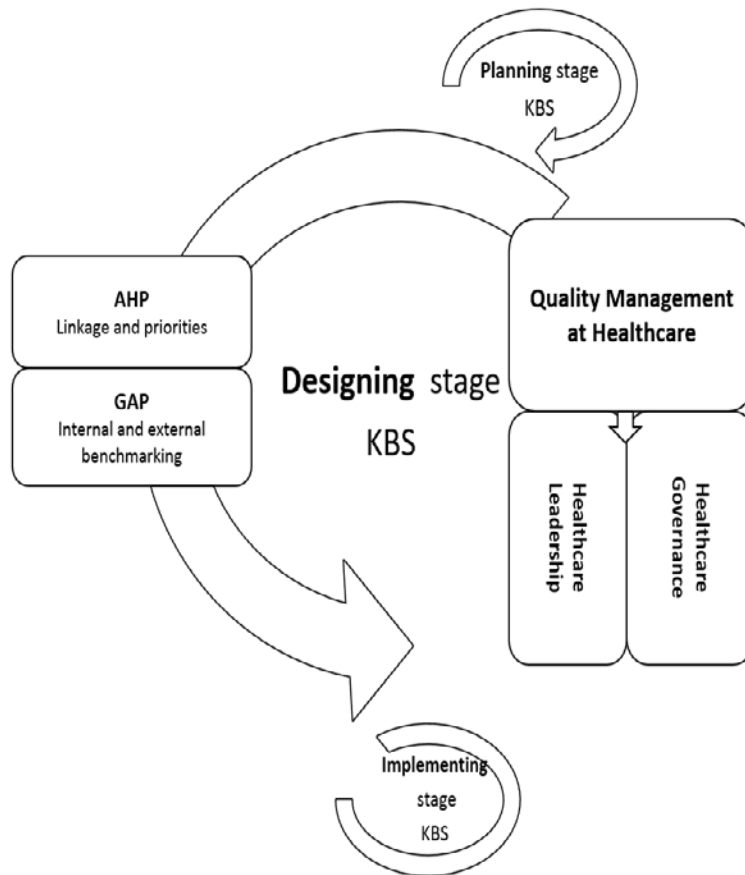 Planning stage
KBS
Quality Management
at Healthcare
AHP
Linkage and priorities
GAP
Internal and external
benchmarking
Designing stage
KBS
Healthcare
Leadership
Healthcare
Governance
Implementing
stage
KBS